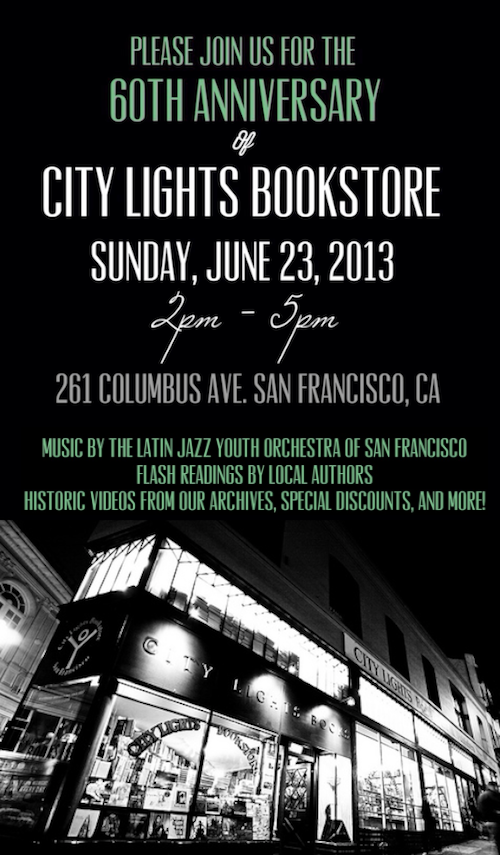 PLEASE JOIN US FOR THE
60TH ANNIVERSARY
of
CITY LIGHTS BOOKSTORE
SUNDAY, JUNE 23, 2013
2pm - 5pm
261 COLUMBUS AVE. SAN FRANCISCO, CA
MUSIC BY THE LATIN JAZZ YOUTH ORCHESTRA OF SAN FRANCISCO
FLASH READINGS BY LOCAL AUTHORS
HISTORIC VIDEOS FROM OUR ARCHIVES, SPECIAL DISCOUNTS, AND MORE!
CITY LIGHTS BOOKS
CITY LIGHTS
CITY LIGHTS BOOKSTORE